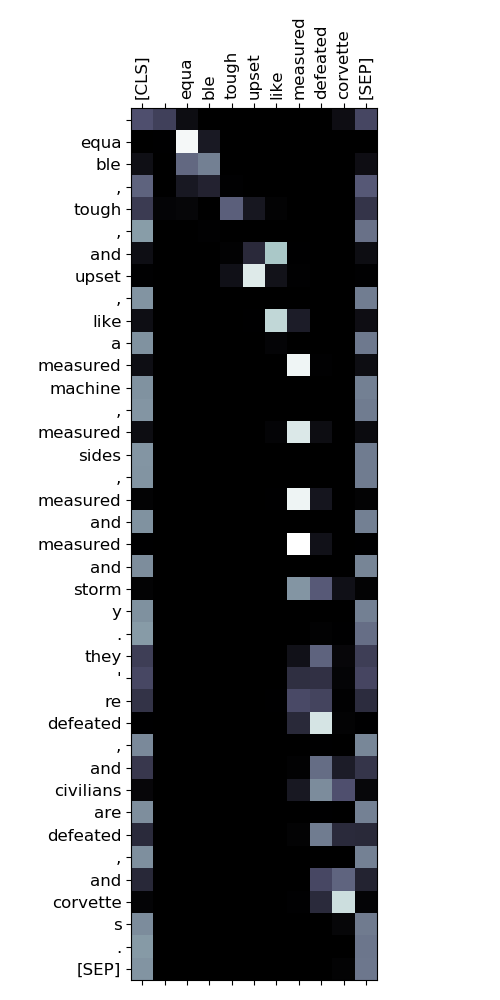 [CLS] equa ble tough upset like measured defeated corvette [SEP]
equa
ble
,
tough
,
and
upset
,
like
a
measured
machine
,
measured
sides
,
measured
and
measured
and
storm
y
.
they
'
re
defeated
,
and
civilians
are
defeated
,
and
corvette
s
.
[SEP]